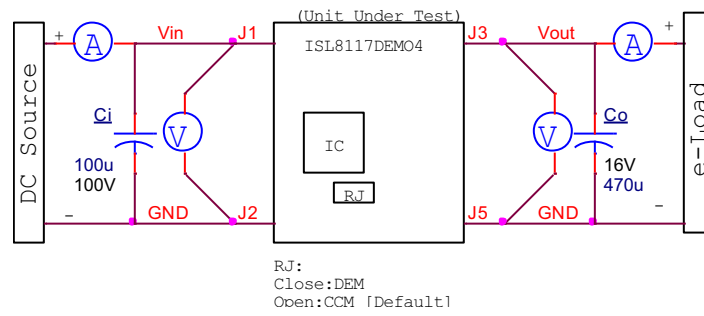 (Unit Under Test)
ISL8117DEMO4
DC Source
+
A
Vin
J1
J3
Vout
A
+
e-Load
Ci
100u
100V
V
IC
RJ
V
Co
16V
470u
-
GND
J2
J5
GND
-
RJ:
Close:DEM
Open:CCM [Default]